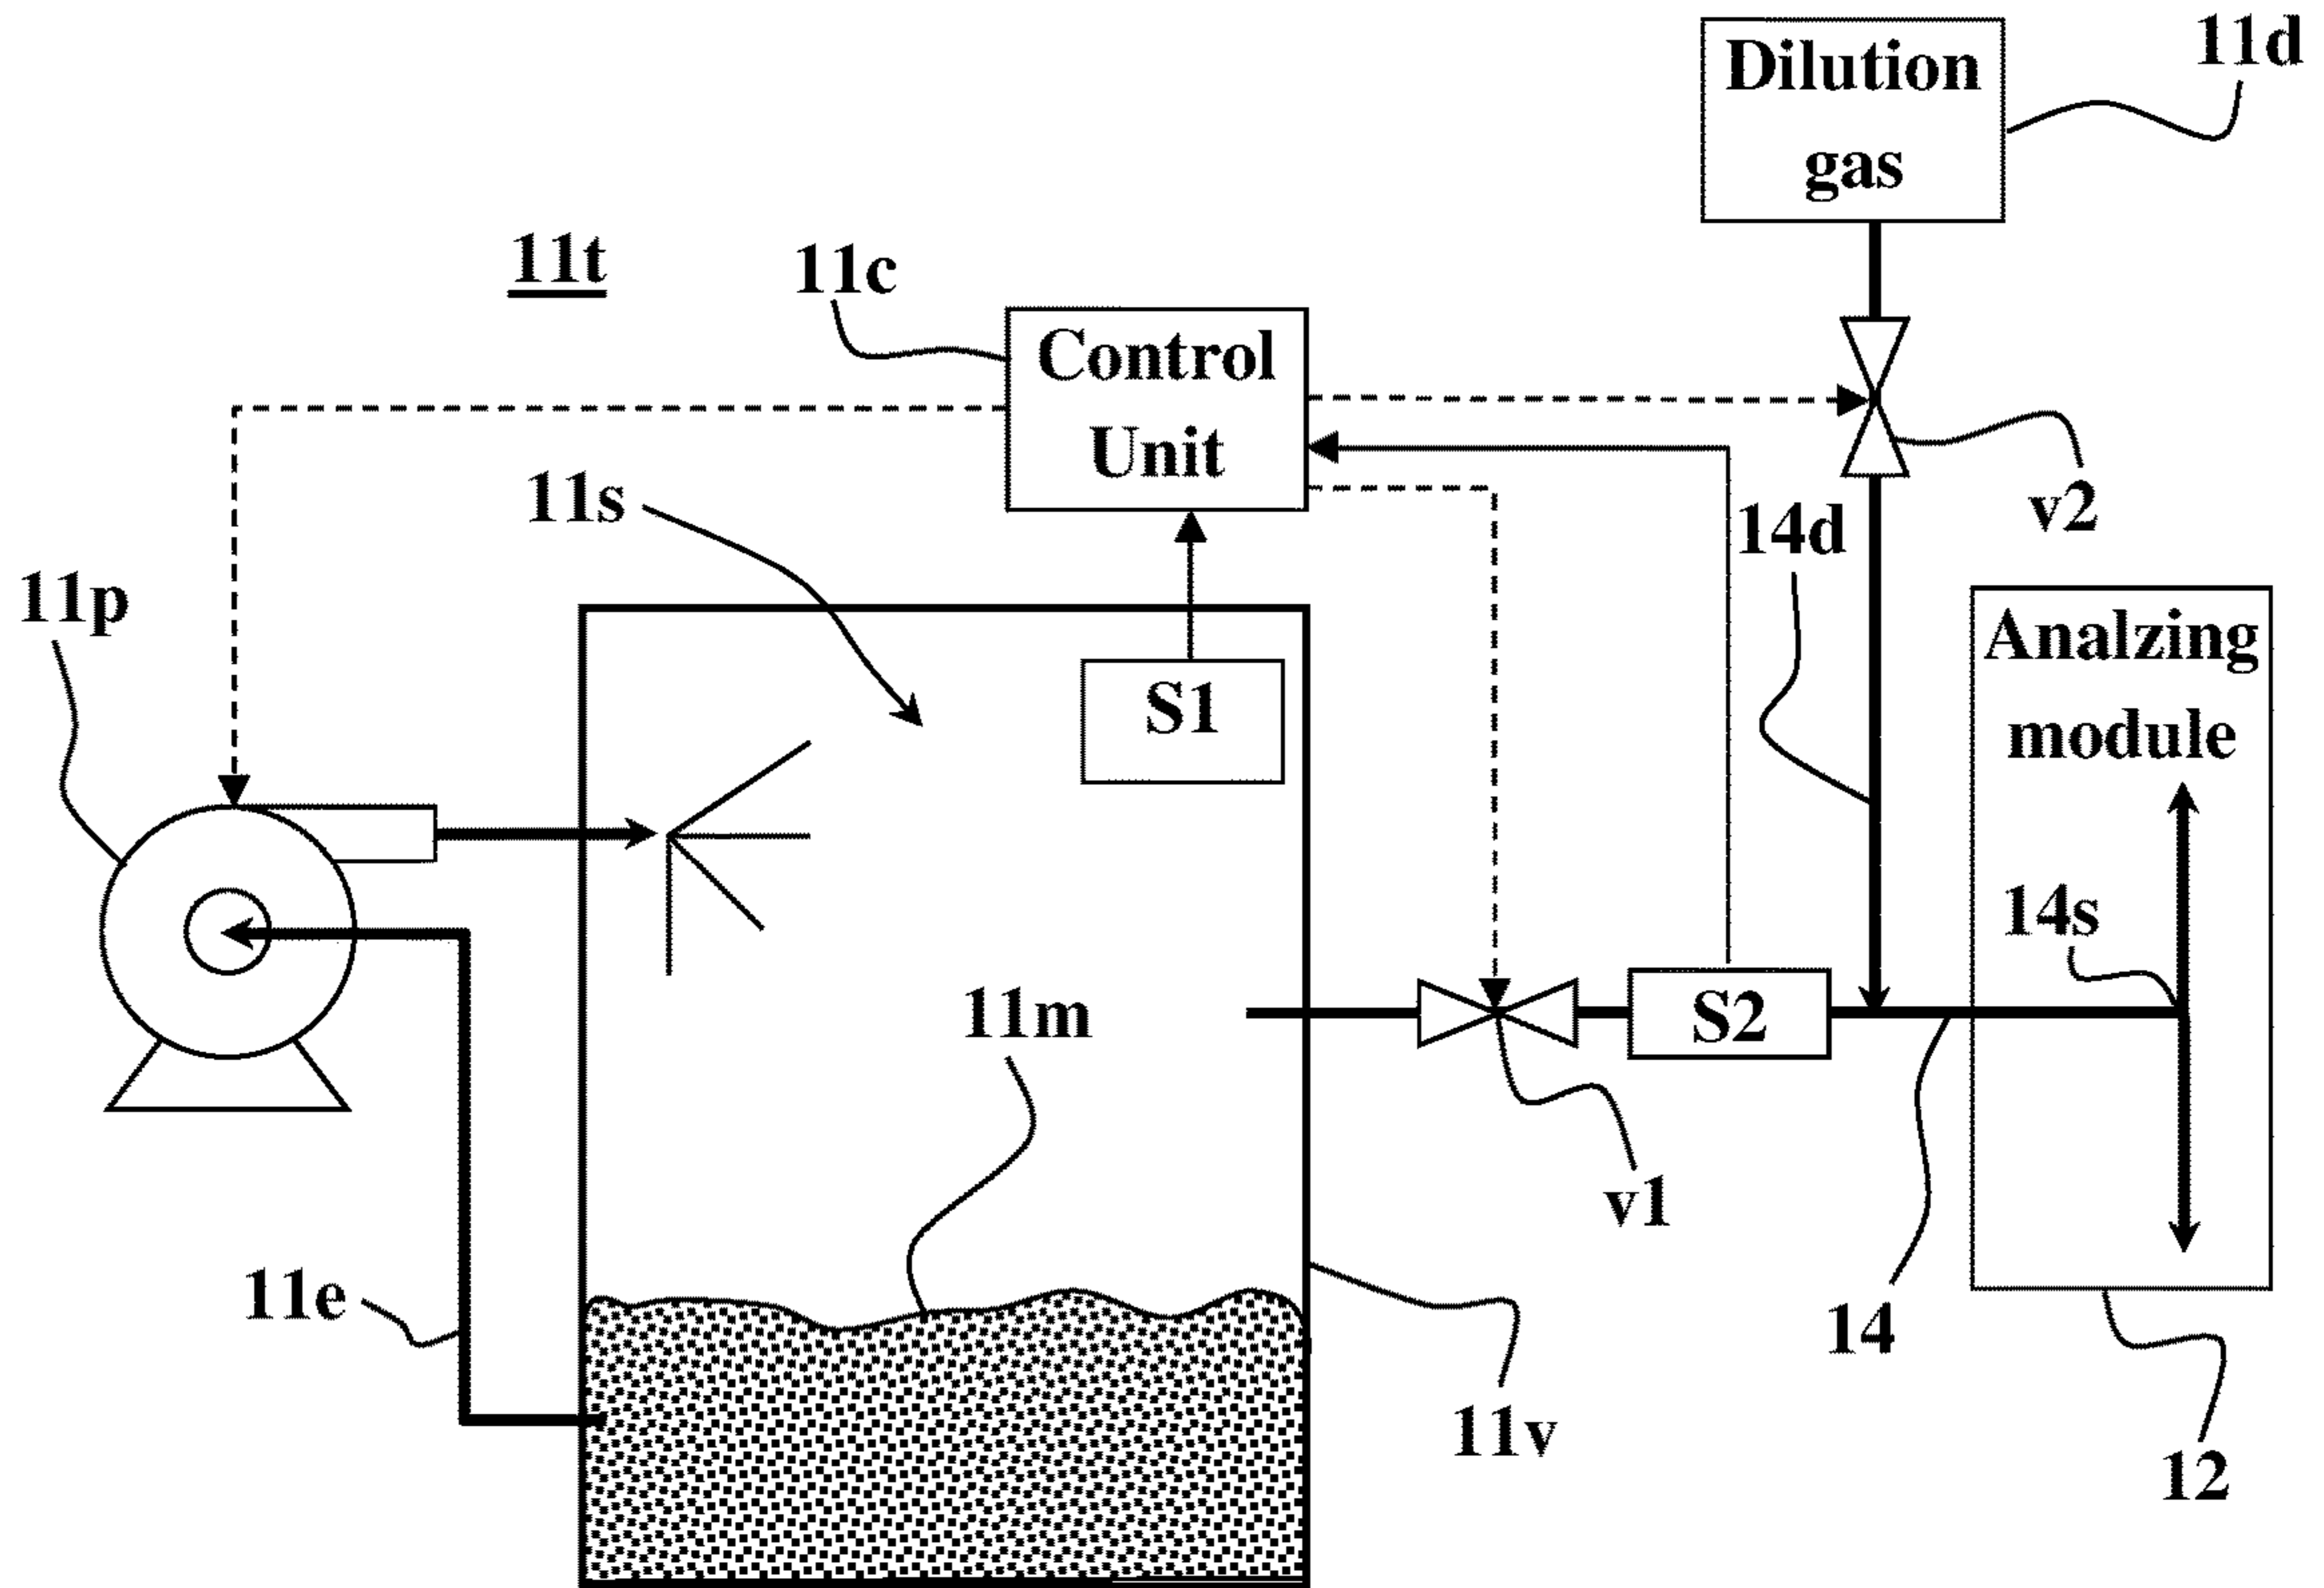 Dilution
gas
11d
11t
11c
Control
Unit
11s
14d
v2
11p
Analzing
module
S1
14s
11m
S2
v1
11e
14
11v
12